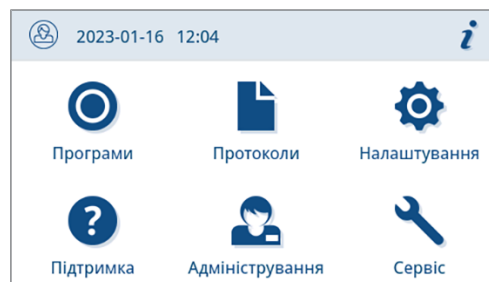 2023-01-16 12:04 i
Програми Протоколи Налаштування
?
Підтримка Адміністрування Сервіс